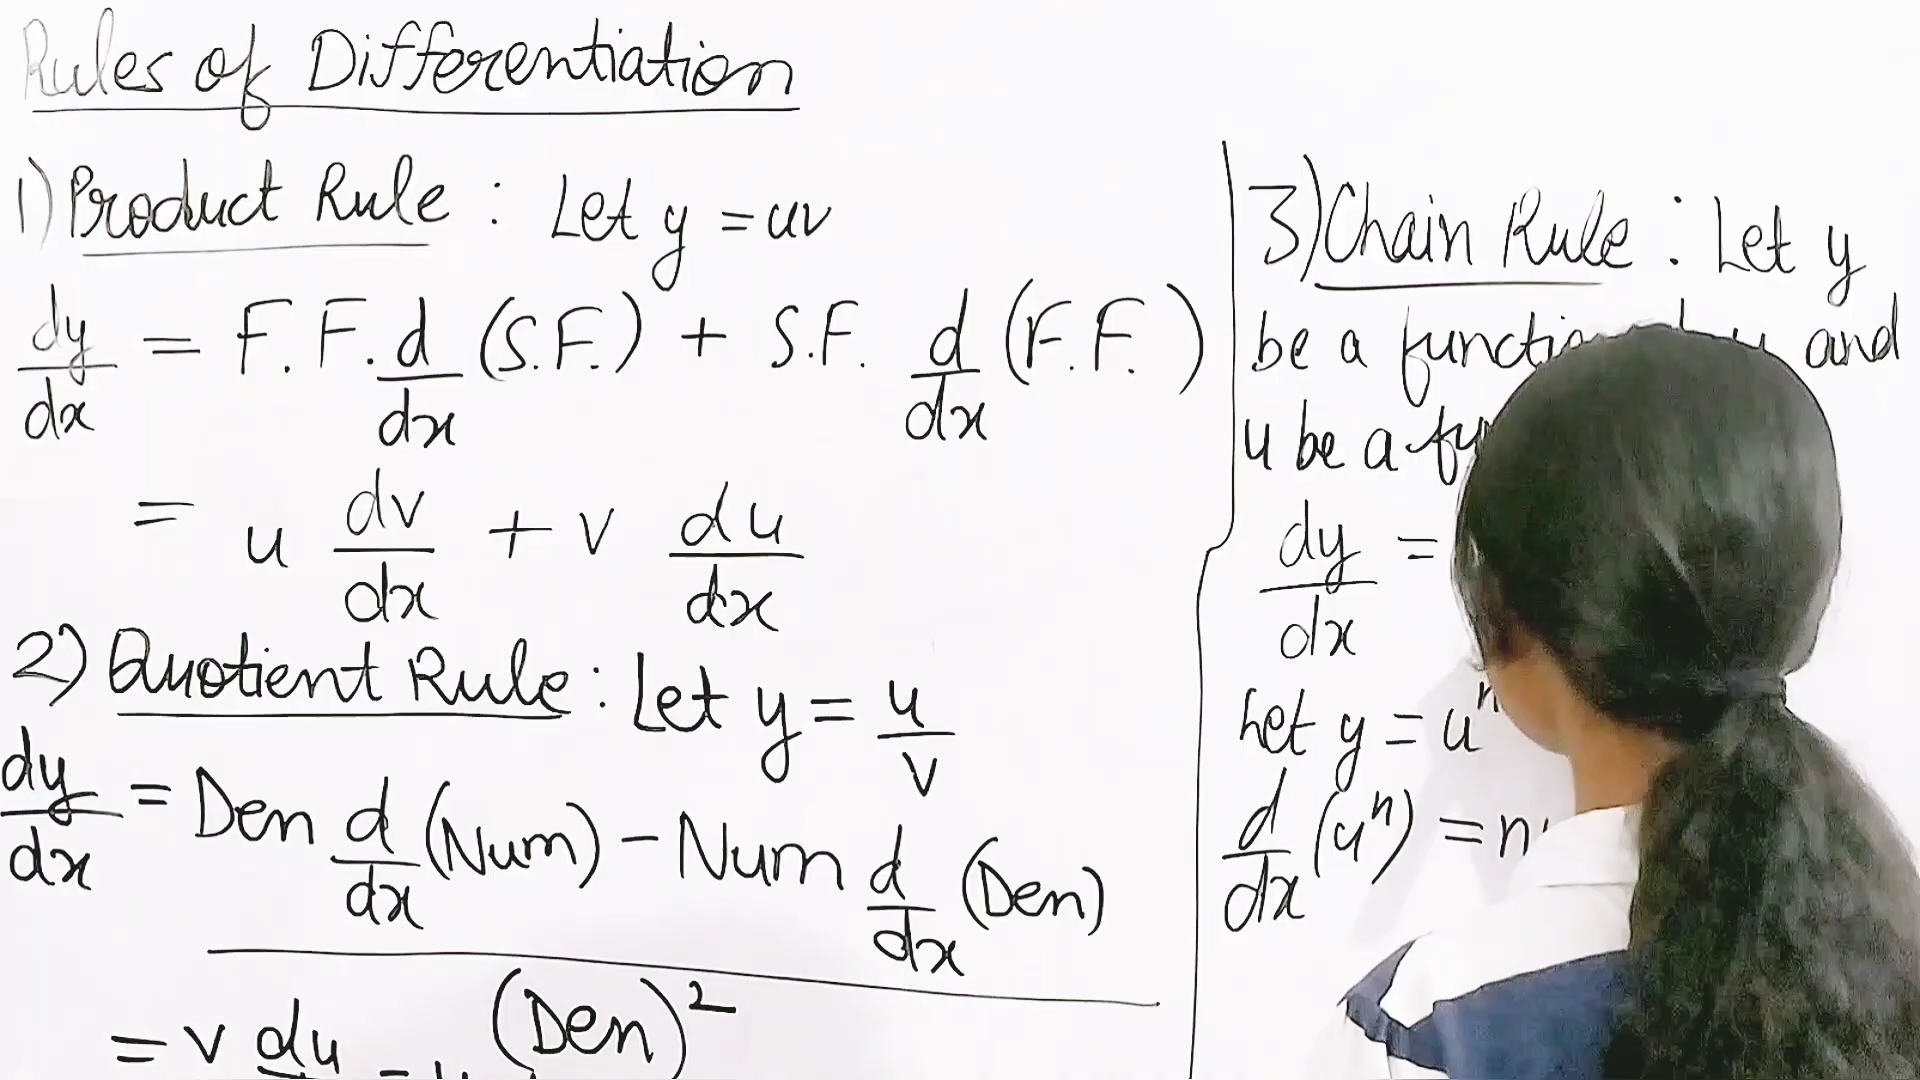 Rules of Differentiation
1) Product Rule : Let y = uv
dy/dx = F.F. d/dx (S.F.) + S.F. d/dx (F.F.)
= u dv/dx + v du/dx
2) Quotient Rule : Let y = u/v
dy/dx = Den d/dx (Num) - Num d/dx (Den)
(Den)²
= v du
3) Chain Rule : Let y
be a and
u be a
dy/dx =
Let y = uⁿ
d/dx (uⁿ) = n